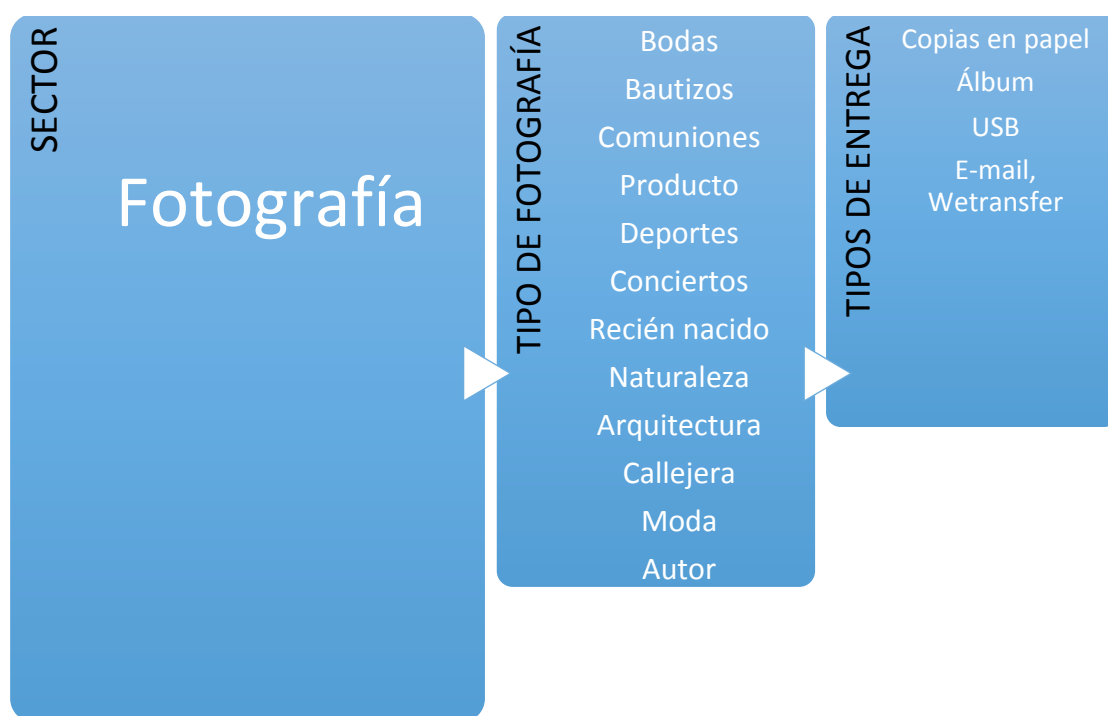 SECTOR
Fotografía
TIPO DE FOTOGRAFÍA
Bodas
Bautizos
Comuniones
Producto
Deportes
Conciertos
Recién nacido
Naturaleza
Arquitectura
Callejera
Moda
Autor
TIPOS DE ENTREGA
Copias en papel
Álbum
USB
E-mail,
Wetransfer